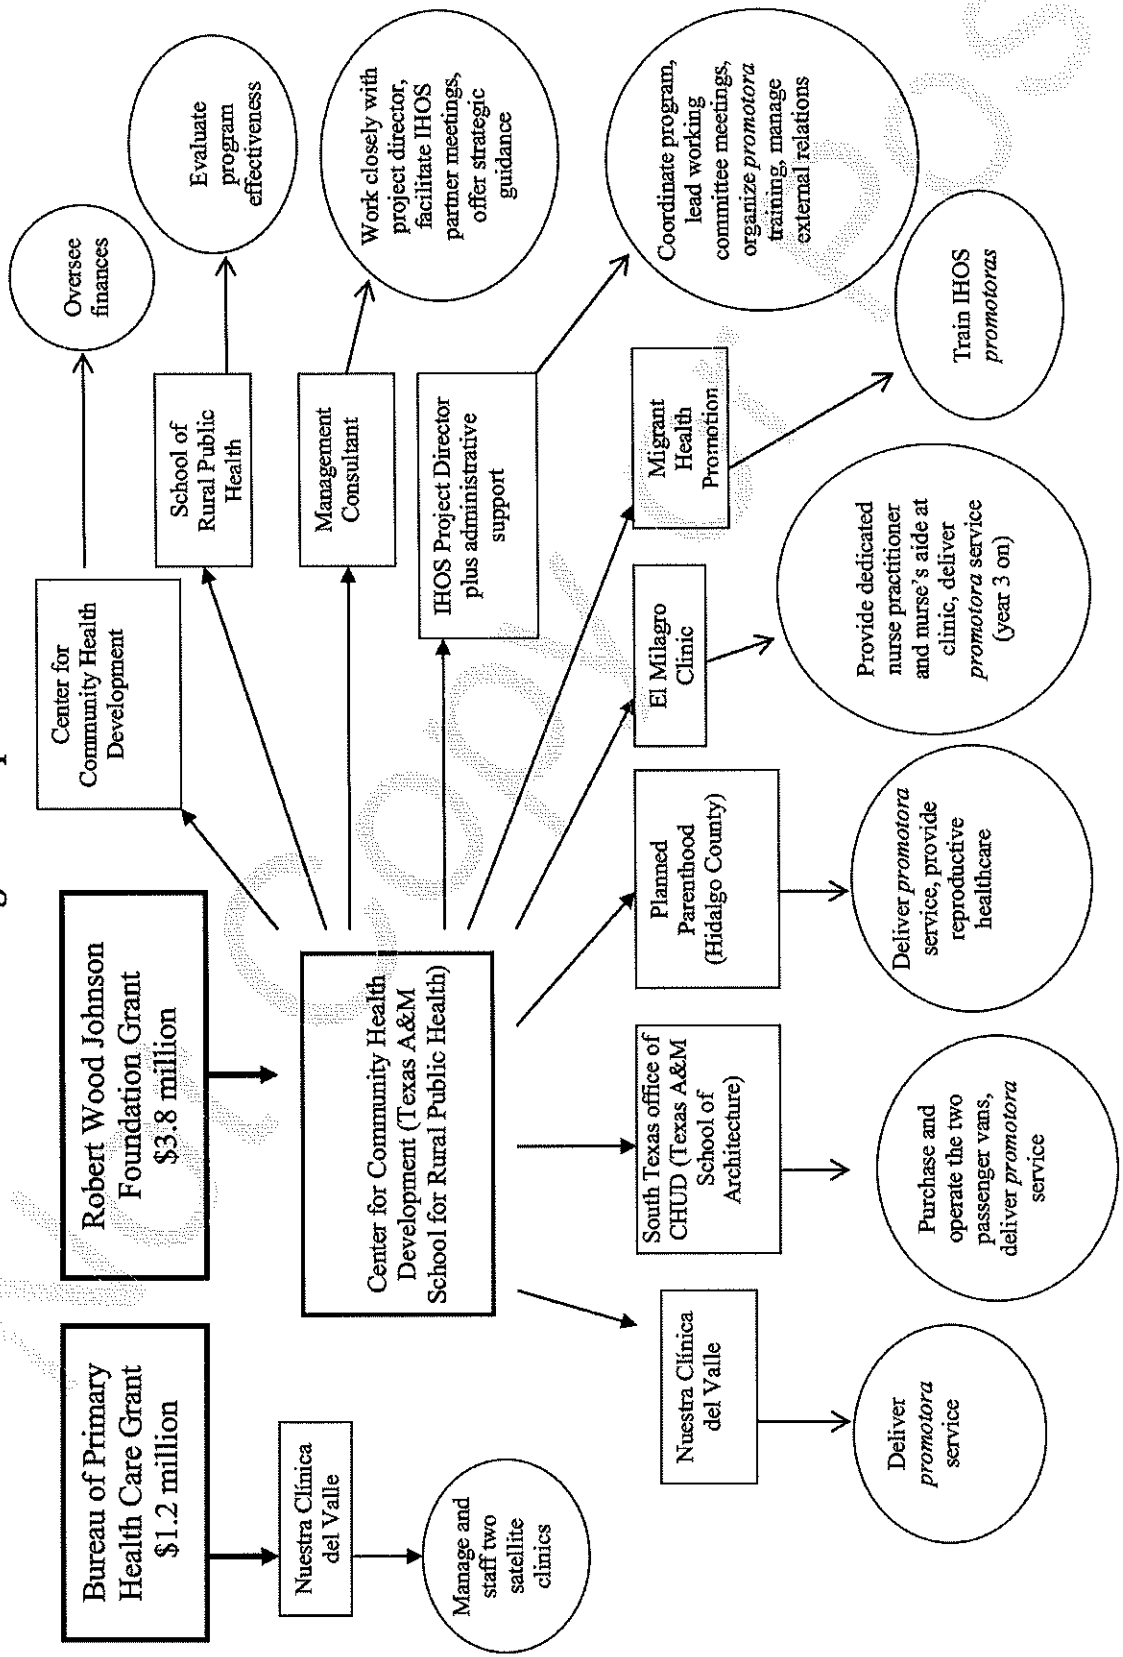 Bureau of Primary
Health Care Grant
$1.2 million
Robert Wood Johnson
Foundation Grant
$3.8 million
Center for
Community Health
Development
Oversee
finances
Nuestra Clínica
del Valle
Manage and
staff two
satellite
clinics
Center for Community Health
Development (Texas A&M
School for Rural Public Health)
School of
Rural Public
Health
Evaluate
program
effectiveness
Management
Consultant
Work closely with
project director,
facilitate IHOS
partner meetings,
offer strategic
guidance
IHOS Project Director
plus administrative
support
Coordinate program,
lead working
committee meetings,
organize promotora
training, manage
external relations
Nuestra Clínica
del Valle
Deliver
promotora
service
South Texas office of
CHUD (Texas A&M
School of
Architecture)
Purchase and
operate the two
passenger vans,
deliver promotora
service
Planned
Parenthood
(Hidalgo County)
Deliver promotora
service, provide
reproductive
healthcare
El Milagro
Clinic
Provide dedicated
nurse practitioner
and nurse's aide at
clinic, deliver
promotora service
(year 3 on)
Migrant
Health
Promotion
Train IHOS
promotoras
Copy